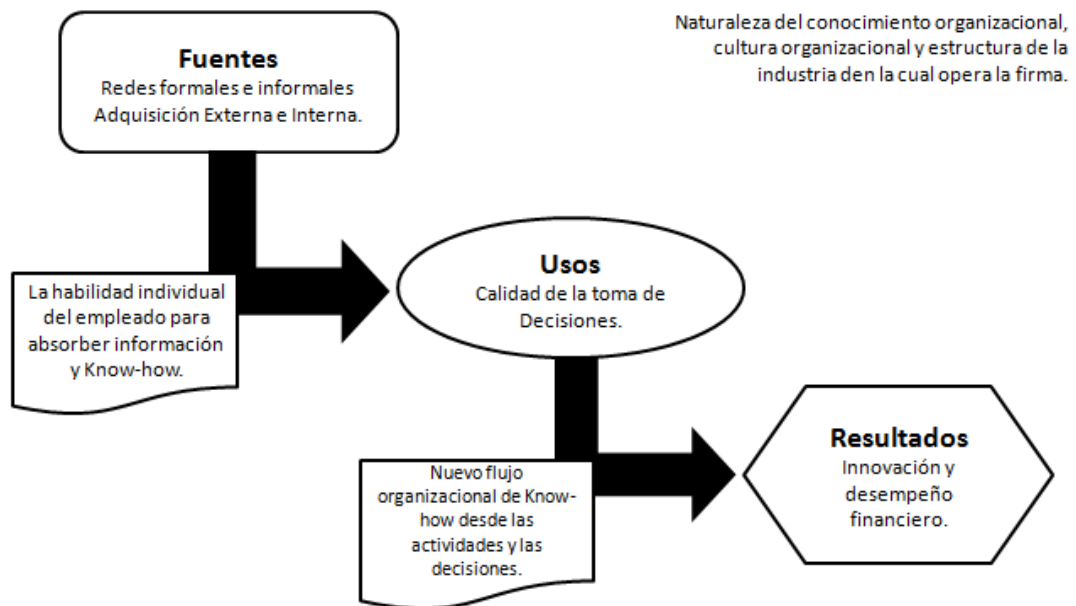 Naturaleza del conocimiento organizacional,
cultura organizacional y estructura de la
industria den la cual opera la firma.
Fuentes
Redes formales e informales
Adquisición Externa e Interna.
La habilidad individual
del empleado para
absorber información
y Know-how.
Usos
Calidad de la toma de
Decisiones.
Nuevo flujo
organizacional de Know-
how desde las
actividades y las
decisiones.
Resultados
Innovación y
desempeño
financiero.